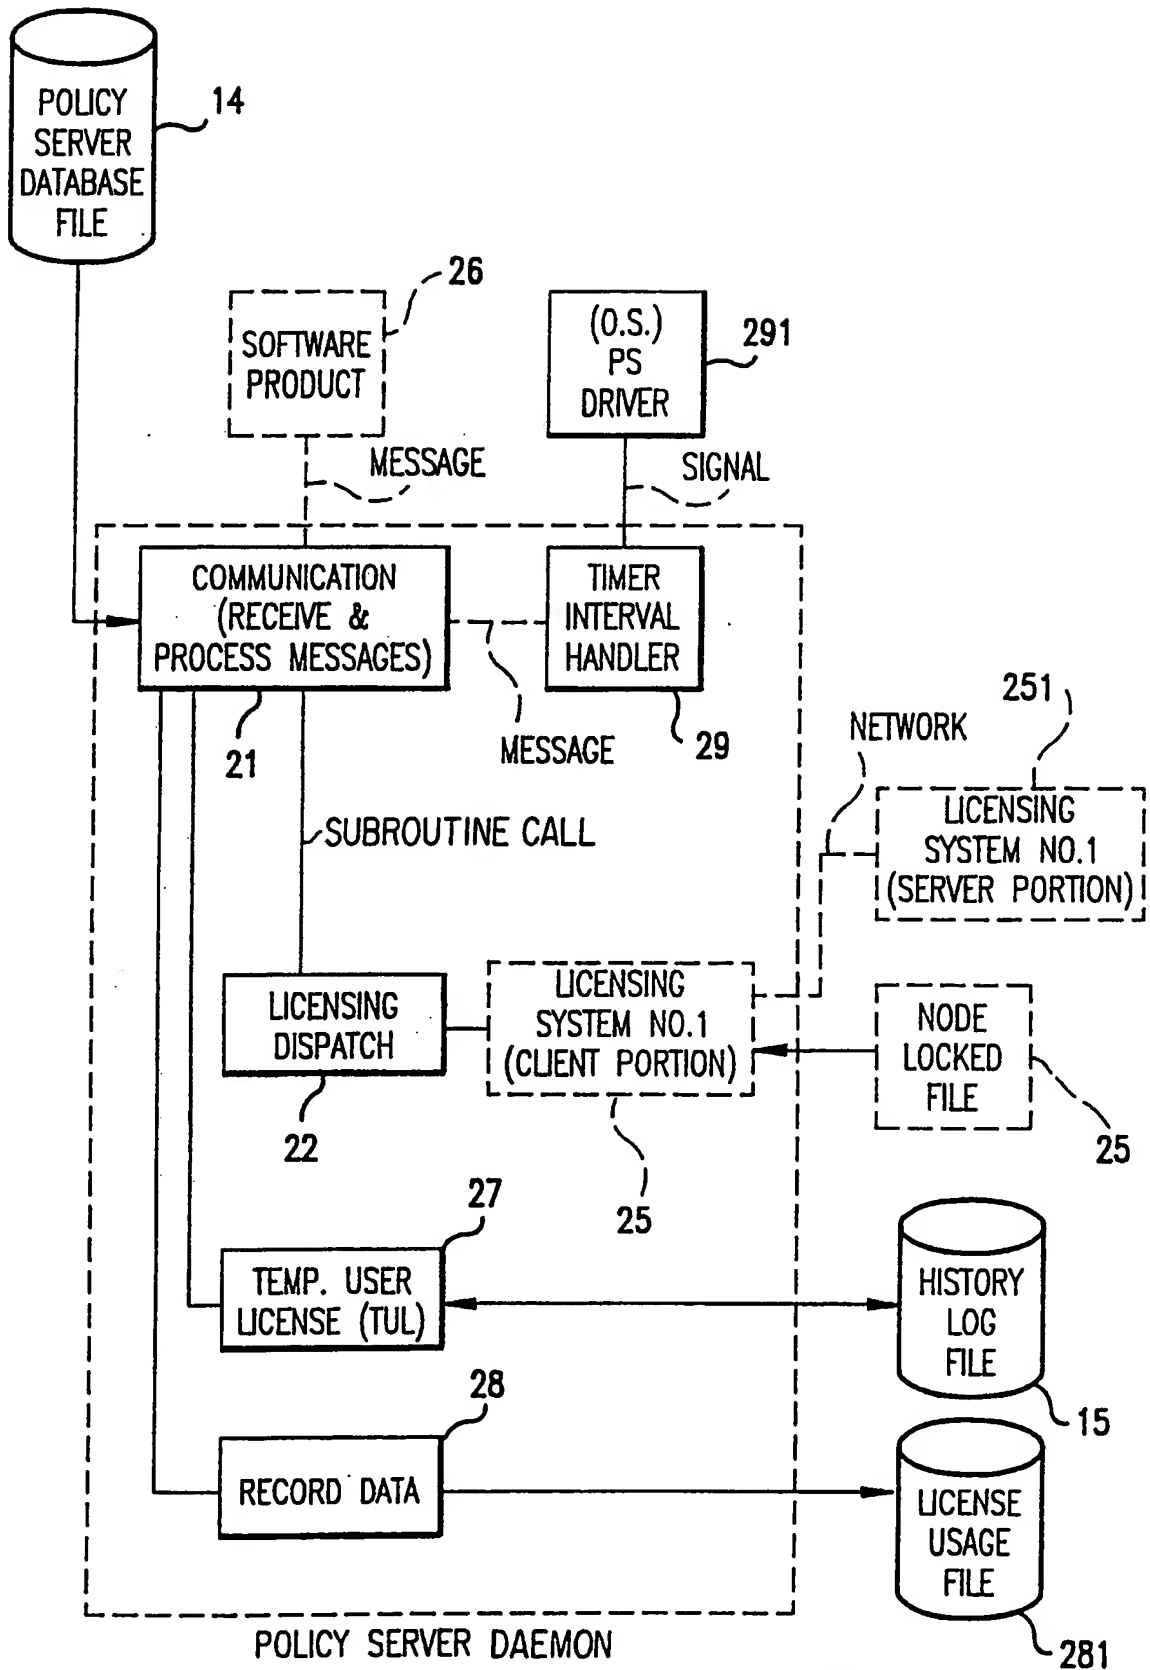 POLICY
SERVER
DATABASE
FILE
14
26
SOFTWARE
PRODUCT
(O.S.)
PS
DRIVER
291
MESSAGE
SIGNAL
COMMUNICATION
(RECEIVE &
PROCESS MESSAGES)
TIMER
INTERVAL
HANDLER
21
MESSAGE
29
NETWORK
251
LICENSING
SYSTEM NO.1
(SERVER PORTION)
SUBROUTINE CALL
LICENSING
DISPATCH
22
LICENSING
SYSTEM NO.1
(CLIENT PORTION)
25
NODE
LOCKED
FILE
25
27
TEMP. USER
LICENSE (TUL)
HISTORY
LOG
FILE
15
28
RECORD DATA
LICENSE
USAGE
FILE
281
POLICY SERVER DAEMON